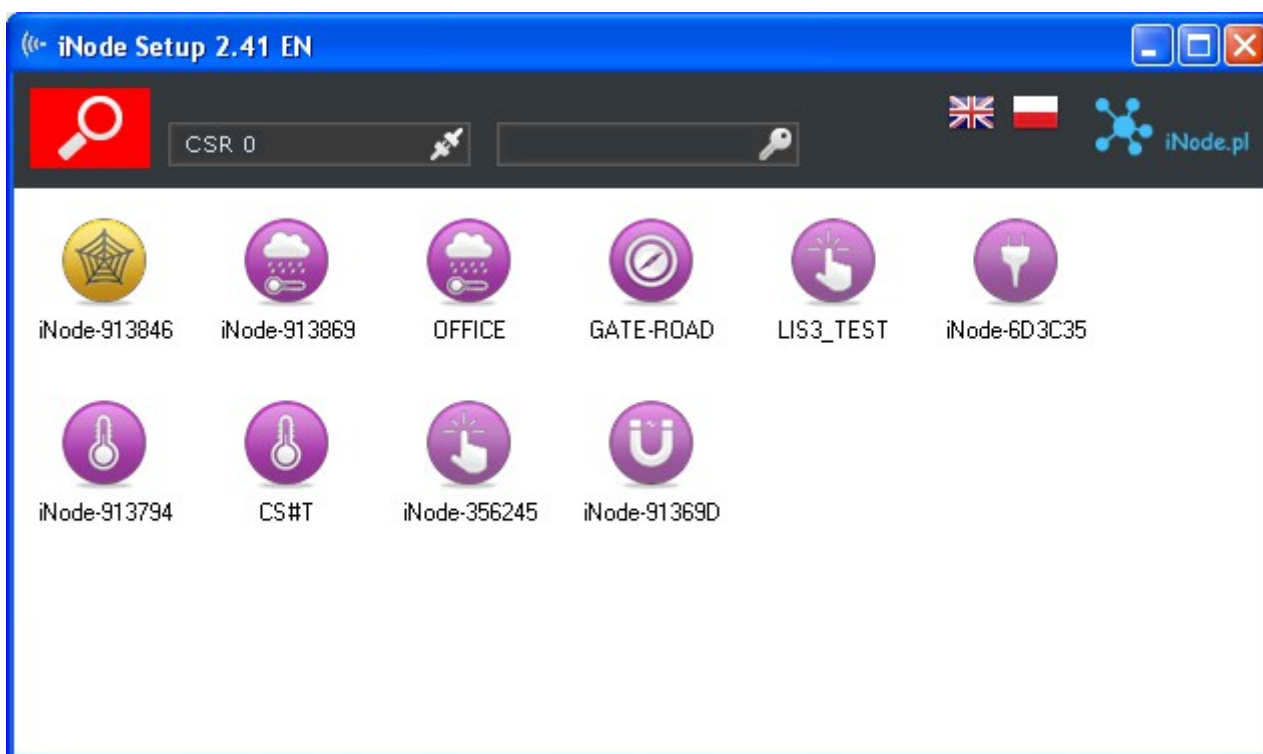 iNode Setup 2.41 EN
CSR 0
iNode.pl
iNode-913846 iNode-913869 OFFICE GATE-ROAD LIS3_TEST iNode-6D3C35
iNode-913794 CS#T iNode-356245 iNode-91369D